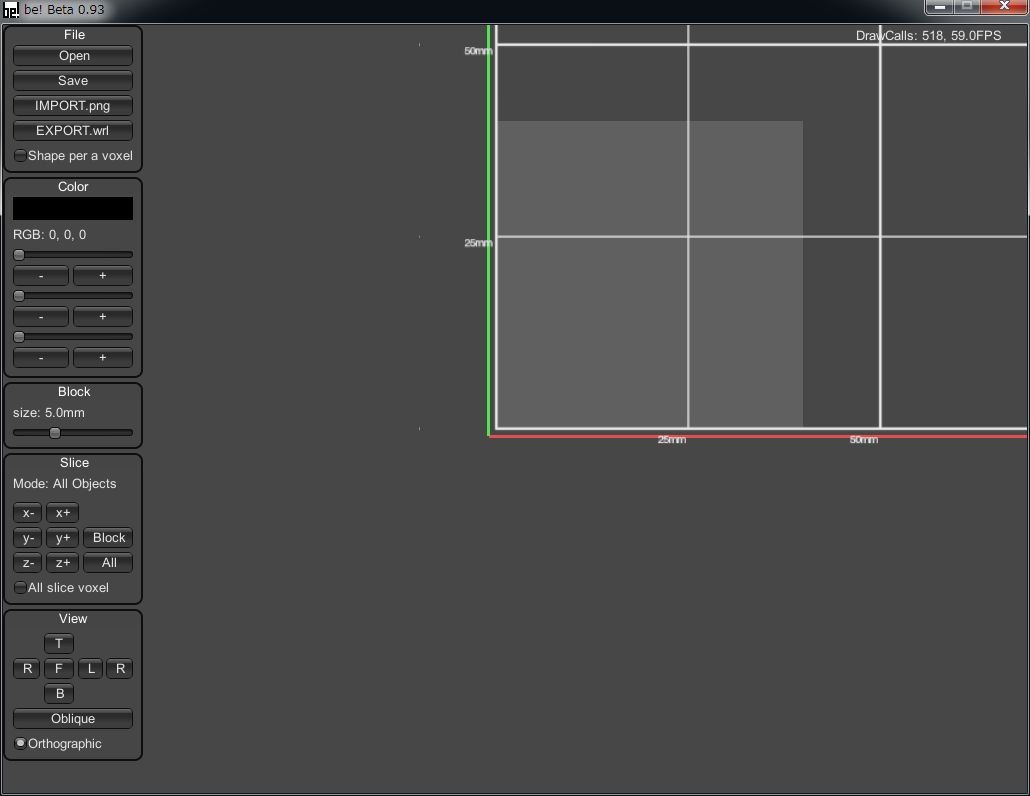 be! be! Beta 0.93
File
Open
Save
IMPORT.png
EXPORT.wrl
Shape per a voxel
Color
RGB: 0, 0, 0
- +
- +
- +
Block
size: 5.0mm
Slice
Mode: All Objects
x- x+
y- y+ Block
z- z+ All
All slice voxel
View
T
R F L R
B
Oblique
Orthographic
DrawCalls: 518, 59.0FPS
50mm
25mm
25mm 50mm